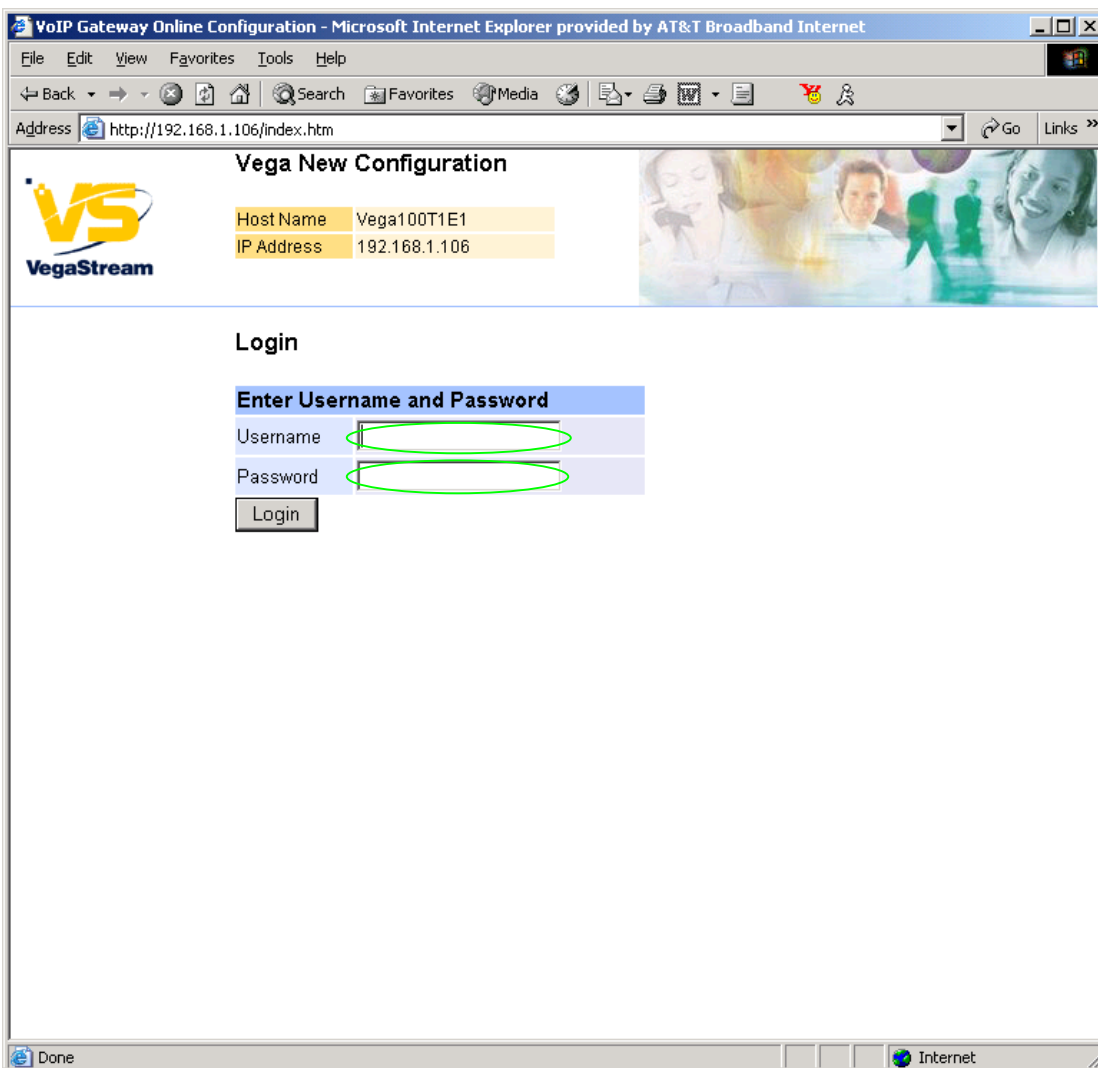 VoIP Gateway Online Configuration - Microsoft Internet Explorer provided by AT&T Broadband Internet
File Edit View Favorites Tools Help
Back Search Favorites Media
Address http://192.168.1.106/index.htm Go Links »
VS
VegaStream
Vega New Configuration
Host Name Vega100T1E1
IP Address 192.168.1.106
Login
Enter Username and Password
Username
Password
Login
Done Internet